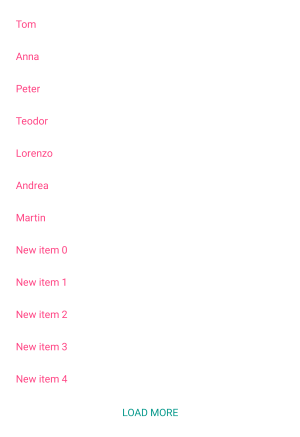 Tom
Anna
Peter
Teodor
Lorenzo
Andrea
Martin
New item 0
New item 1
New item 2
New item 3
New item 4
LOAD MORE